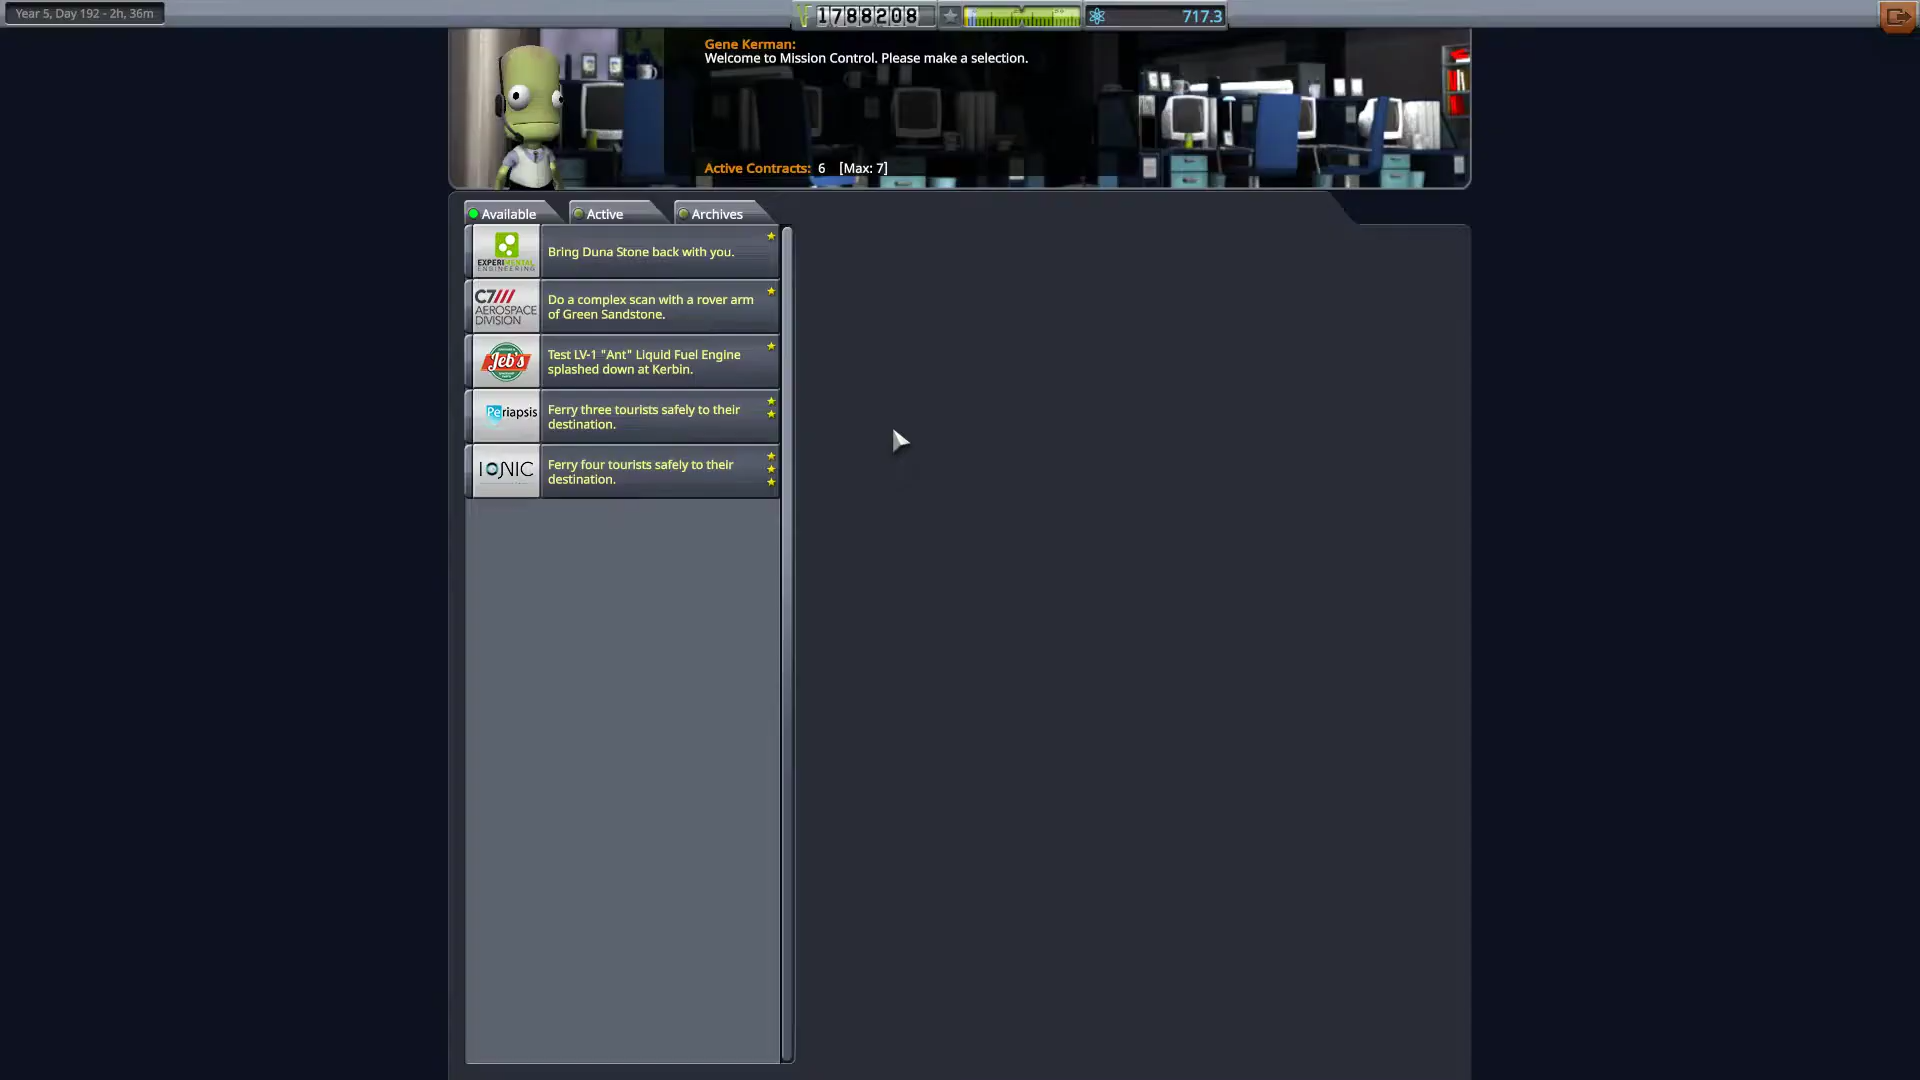 Year 5, Day 192 - 2h, 36m
1788208
717.3
Gene Kerman:
Welcome to Mission Control. Please make a selection.
Active Contracts: 6 [Max: 7]
Available
Active
Archives
EXPERIMENTAL
ENGINEERING
Bring Duna Stone back with you.
C7///
AEROSPACE
DIVISION
Do a complex scan with a rover arm
of Green Sandstone.
Jeb's
Test LV-1 "Ant" Liquid Fuel Engine
splashed down at Kerbin.
Periapsis
Ferry three tourists safely to their
destination.
IONIC
Ferry four tourists safely to their
destination.